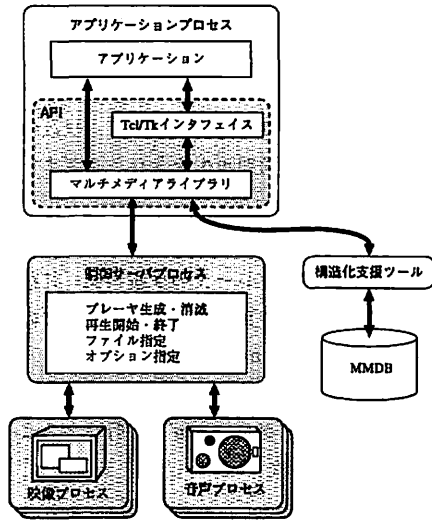 アプリケーションプロセス
アプリケーション
API
Tcl/Tkインタフェイス
マルチメディアライブラリ
制御サーバプロセス
構造化支援ツール
プレーヤ生成・消滅
再生開始・終了
ファイル指定
オプション指定
MMDB
映像プロセス
音声プロセス